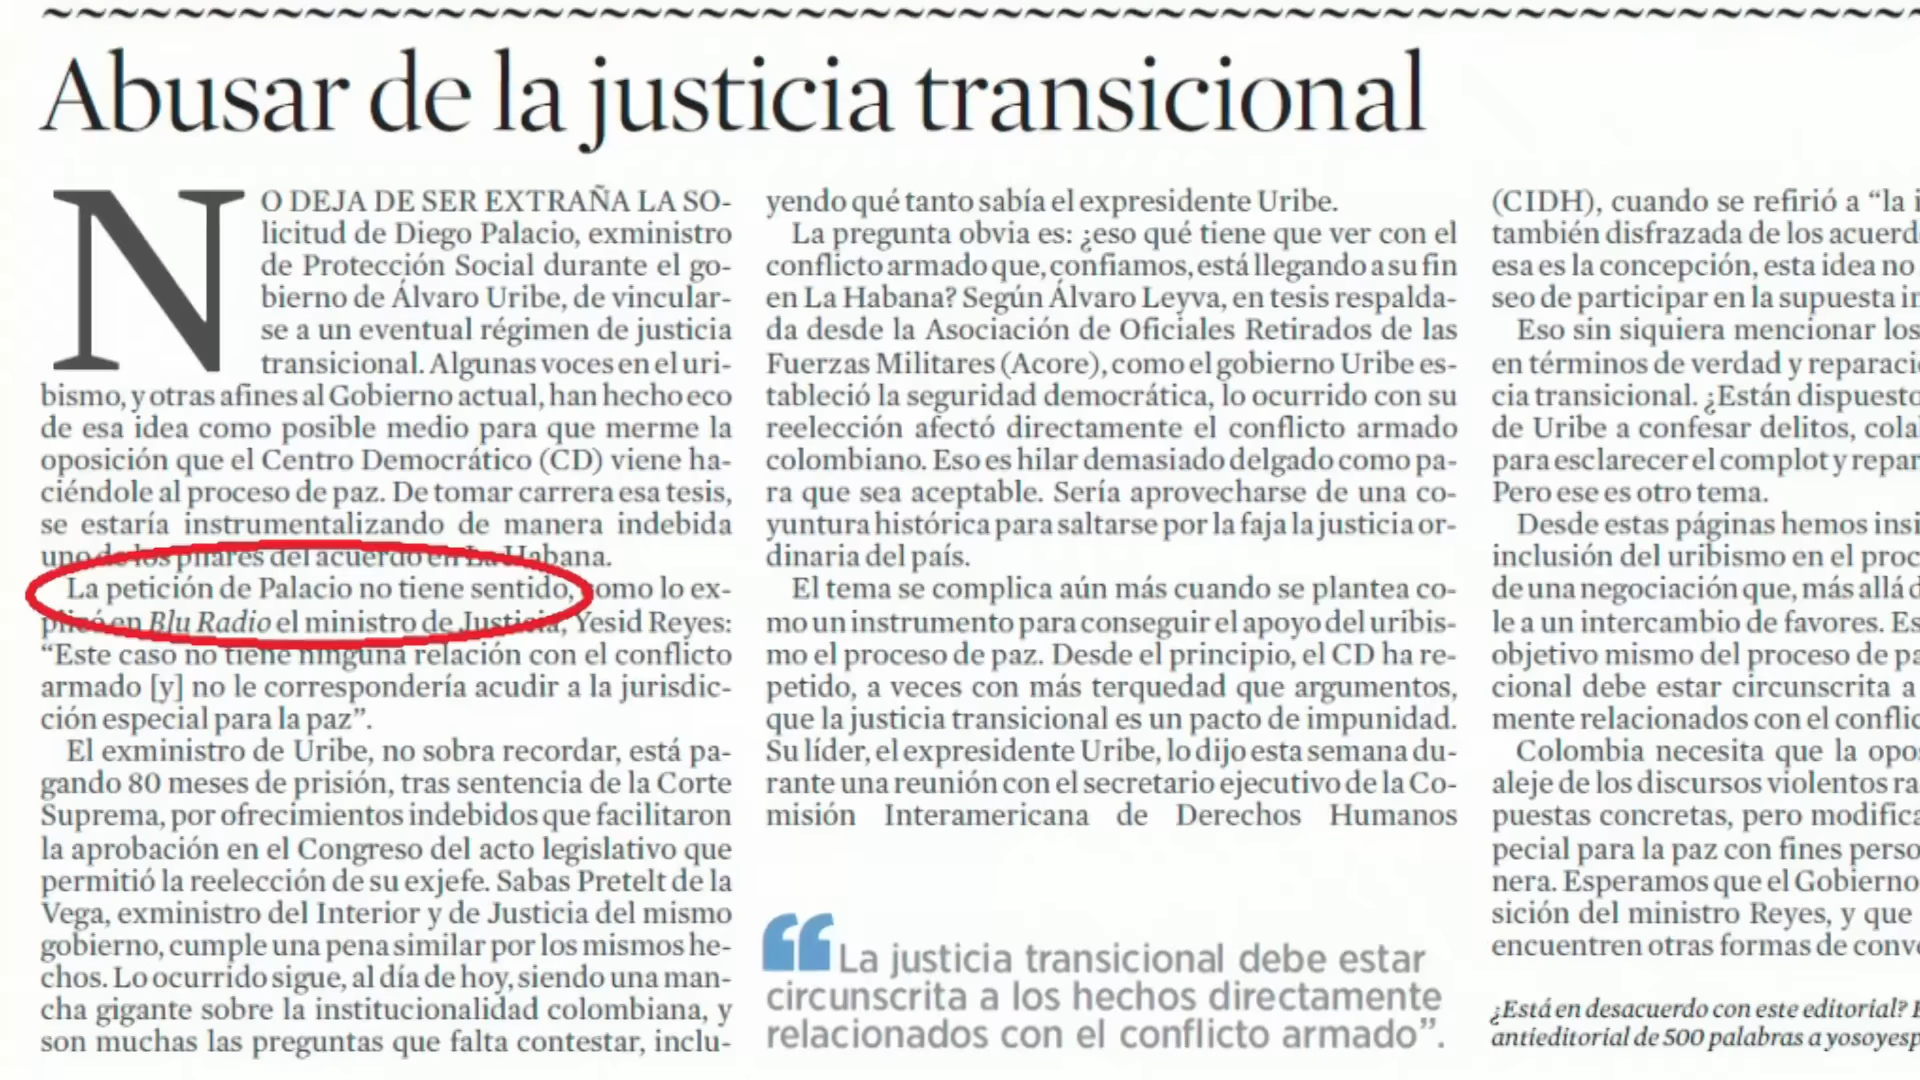 Abusar de la justicia transicional
NO DEJA DE SER EXTRAÑA LA SO-
licitud de Diego Palacio, exministro
de Protección Social durante el go-
bierno de Álvaro Uribe, de vincular-
se a un eventual régimen de justicia
transicional. Algunas voces en el uri-
bismo, y otras afines al Gobierno actual, han hecho eco
de esa idea como posible medio para que merme la
oposición que el Centro Democrático (CD) viene ha-
ciéndole al proceso de paz. De tomar carrera esa tesis,
se estaría instrumentalizando de manera indebida
uno de los pilares del acuerdo en La Habana.
La petición de Palacio no tiene sentido, como lo ex-
plicó en Blu Radio el ministro de Justicia, Yesid Reyes:
“Este caso no tiene ninguna relación con el conflicto
armado [y] no le correspondería acudir a la jurisdic-
ción especial para la paz”.
El exministro de Uribe, no sobra recordar, está pa-
gando 80 meses de prisión, tras sentencia de la Corte
Suprema, por ofrecimientos indebidos que facilitaron
la aprobación en el Congreso del acto legislativo que
permitió la reelección de su exjefe. Sabas Pretelt de la
Vega, exministro del Interior y de Justicia del mismo
gobierno, cumple una pena similar por los mismos he-
chos. Lo ocurrido sigue, al día de hoy, siendo una man-
cha gigante sobre la institucionalidad colombiana, y
son muchas las preguntas que falta contestar, inclu-
yendo qué tanto sabía el expresidente Uribe.
La pregunta obvia es: ¿eso qué tiene que ver con el
conflicto armado que, confiamos, está llegando a su fin
en La Habana? Según Álvaro Leyva, en tesis respalda-
da desde la Asociación de Oficiales Retirados de las
Fuerzas Militares (Acore), como el gobierno Uribe es-
tableció la seguridad democrática, lo ocurrido con su
reelección afectó directamente el conflicto armado
colombiano. Eso es hilar demasiado delgado como pa-
ra que sea aceptable. Sería aprovecharse de una co-
yuntura histórica para saltarse por la faja la justicia or-
dinaria del país.
El tema se complica aún más cuando se plantea co-
mo un instrumento para conseguir el apoyo del uribis-
mo el proceso de paz. Desde el principio, el CD ha re-
petido, a veces con más terquedad que argumentos,
que la justicia transicional es un pacto de impunidad.
Su líder, el expresidente Uribe, lo dijo esta semana du-
rante una reunión con el secretario ejecutivo de la Co-
misión Interamericana de Derechos Humanos
“La justicia transicional debe estar
circunscrita a los hechos directamente
relacionados con el conflicto armado”.
(CIDH), cuando se refirió a “la i
también disfrazada de los acuerd
esa es la concepción, esta idea no
seo de participar en la supuesta i
Eso sin siquiera mencionar los
en términos de verdad y reparaci
cia transicional. ¿Están dispuesto
de Uribe a confesar delitos, cola
para esclarecer el complot y repar
Pero ese es otro tema.
Desde estas páginas hemos insi
inclusión del uribismo en el proc
de una negociación que, más allá d
le a un intercambio de favores. Es
objetivo mismo del proceso de pa
cional debe estar circunscrita a
mente relacionados con el conflic
Colombia necesita que la opos
aleje de los discursos violentos ra
puestas concretas, pero modifica
pecial para la paz con fines perso
nera. Esperamos que el Gobierno
sición del ministro Reyes, y que
encuentren otras formas de conve
¿Está en desacuerdo con este editorial? E
antieditorial de 500 palabras a yosoyesp